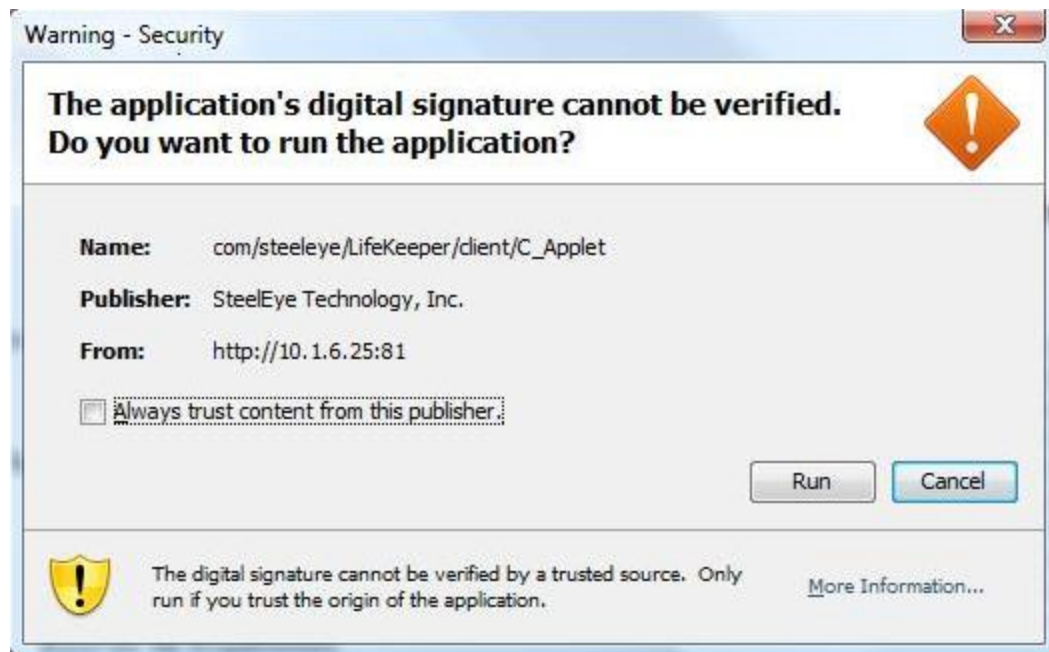 Warning - Security
The application's digital signature cannot be verified.
Do you want to run the application?
Name: com/steeleye/LifeKeeper/client/C_Applet
Publisher: SteelEye Technology, Inc.
From: http://10.1.6.25:81
Always trust content from this publisher.
Run Cancel
The digital signature cannot be verified by a trusted source. Only
run if you trust the origin of the application.
More Information...